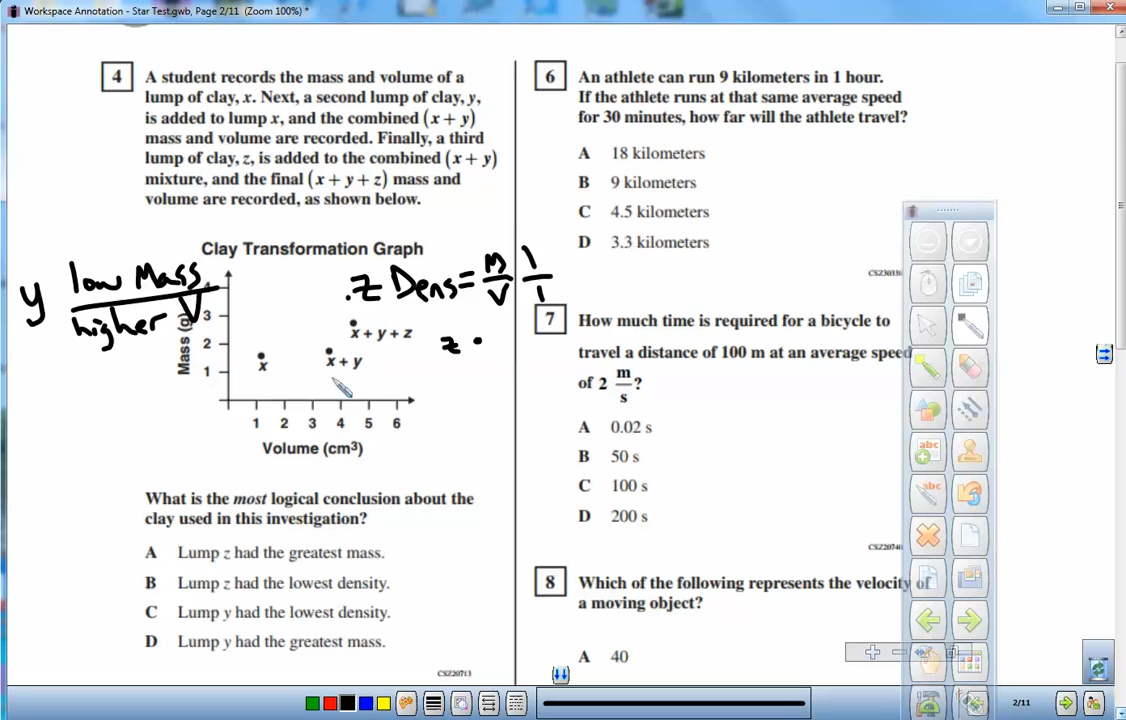 Workspace Annotation - Star Test.gwb, Page 2/11 (Zoom 100%) *
4
A student records the mass and volume of a
lump of clay, x. Next, a second lump of clay, y,
is added to lump x, and the combined (x + y)
mass and volume are recorded. Finally, a third
lump of clay, z, is added to the combined (x + y)
mixture, and the final (x + y + z) mass and
volume are recorded, as shown below.
Clay Transformation Graph
y low Mass
higher V
.z Dens = M/V 1/1
z
Mass (g)
4
3
2
1
x
x + y
x + y + z
1 2 3 4 5 6
Volume (cm³)
What is the most logical conclusion about the
clay used in this investigation?
A Lump z had the greatest mass.
B Lump z had the lowest density.
C Lump y had the lowest density.
D Lump y had the greatest mass.
CSZ20713
6
An athlete can run 9 kilometers in 1 hour.
If the athlete runs at that same average speed
for 30 minutes, how far will the athlete travel?
A 18 kilometers
B 9 kilometers
C 4.5 kilometers
D 3.3 kilometers
7
How much time is required for a bicycle to
travel a distance of 100 m at an average speed
of 2 m/s?
A 0.02 s
B 50 s
C 100 s
D 200 s
CSZ20740
8
Which of the following represents the velocity of
a moving object?
A 40
abc
abc
2/11